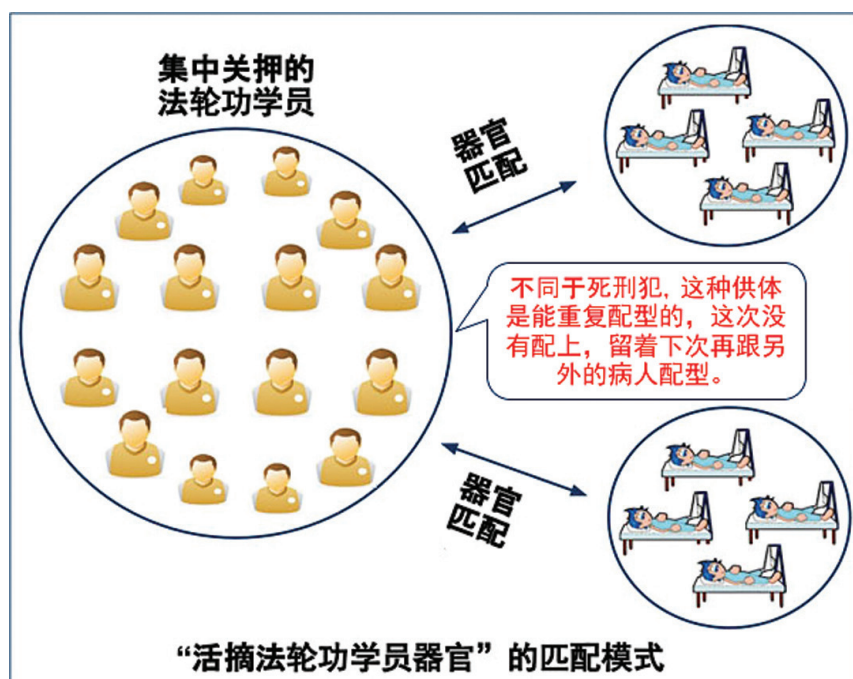 集中关押的
法轮功学员
器官
匹配
不同于死刑犯, 这种供体
是能重复配型的，这次没
有配上，留着下次再跟另
外的病人配型。
器官
匹配
“活摘法轮功学员器官”的匹配模式